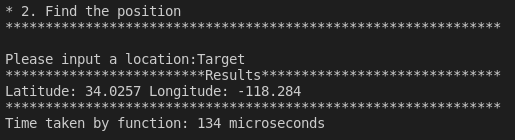 * 2. Find the position
**************************************************************
Please input a location:Target
*************************Results******************************
Latitude: 34.0257 Longitude: -118.284
**************************************************************
Time taken by function: 134 microseconds